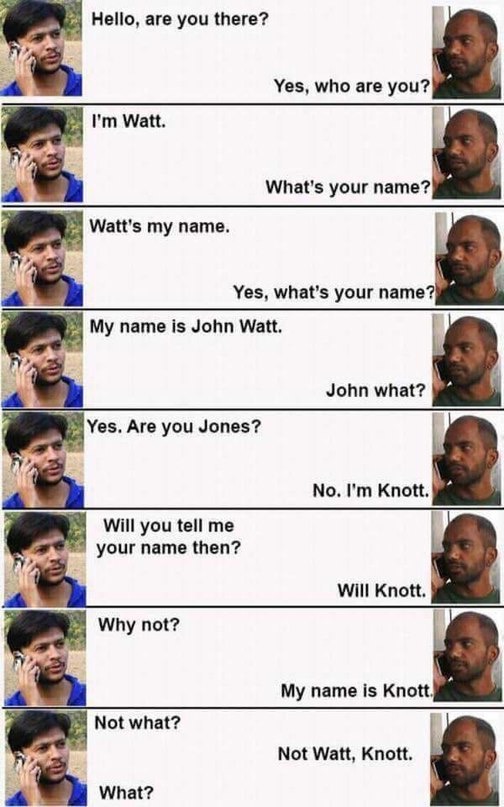 Hello, are you there?
Yes, who are you?
I'm Watt.
What's your name?
Watt's my name.
Yes, what's your name?
My name is John Watt.
John what?
Yes. Are you Jones?
No. I'm Knott.
Will you tell me
your name then?
Will Knott.
Why not?
My name is Knott.
Not what?
Not Watt, Knott.
What?